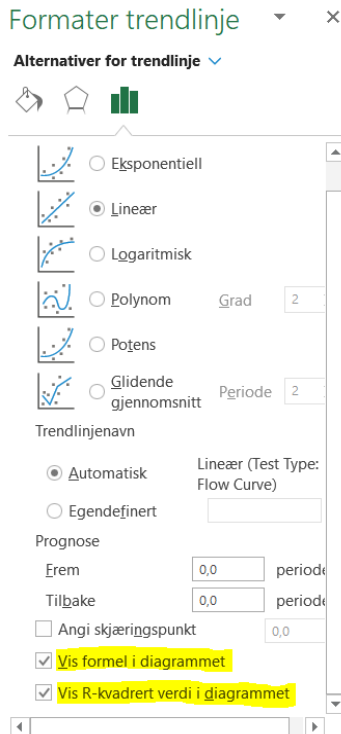 Formater trendlinje
Alternativer for trendlinje
Eksponentiell
Lineær
Logaritmisk
Polynom Grad 2
Potens
Glidende
gjennomsnitt Periode 2
Trendlinjenavn
Automatisk Lineær (Test Type:
Flow Curve)
Egendefinert
Prognose
Frem 0,0 periode
Tilbake 0,0 periode
Angi skjæringspunkt 0,0
Vis formel i diagrammet
Vis R-kvadrert verdi i diagrammet